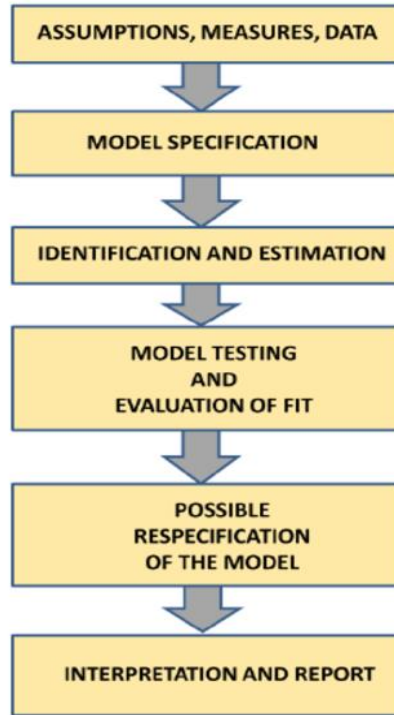 ASSUMPTIONS, MEASURES, DATA
MODEL SPECIFICATION
IDENTIFICATION AND ESTIMATION
MODEL TESTING
AND
EVALUATION OF FIT
POSSIBLE
RESPECIFICATION
OF THE MODEL
INTERPRETATION AND REPORT